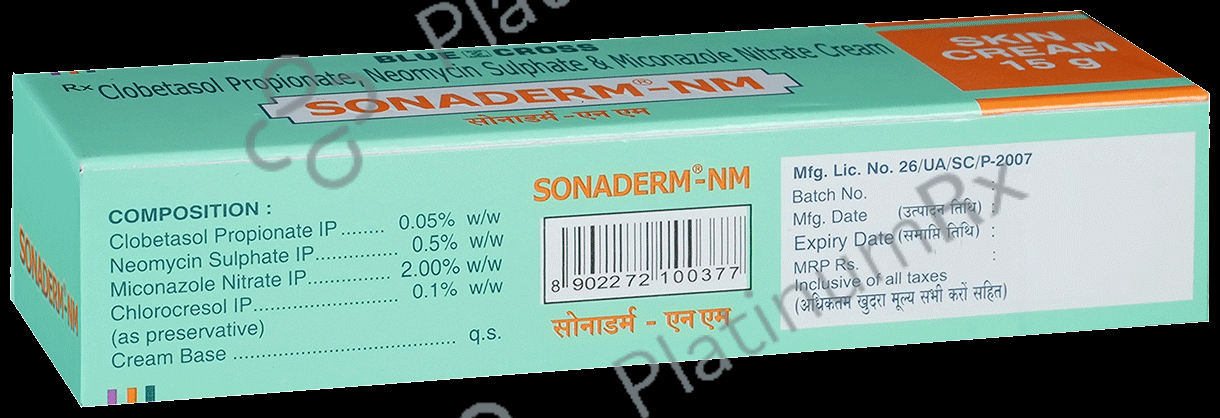 BLUE CROSS
Rx Clobetasol Propionate, Neomycin Sulphate & Miconazole Nitrate Cream
SONADERM®-NM
सोनाडर्म - एन एम
SKIN
CREAM
15 g
SONADERM-NM
COMPOSITION :
Clobetasol Propionate IP ....... 0.05% w/w
Neomycin Sulphate IP.............. 0.5% w/w
Miconazole Nitrate IP............... 2.00% w/w
Chlorocresol IP......................... 0.1% w/w
(as preservative)
Cream Base ............................................. q.s.
SONADERM®-NM
8 902272 100377
सोनाडर्म - एन एम
Mfg. Lic. No. 26/UA/SC/P-2007
Batch No. :
Mfg. Date (उत्पादन तिथि) :
Expiry Date (समाप्ति तिथि) :
MRP Rs. :
Inclusive of all taxes
(अधिकतम खुदरा मूल्य सभी करों सहित)
PlatinumRx